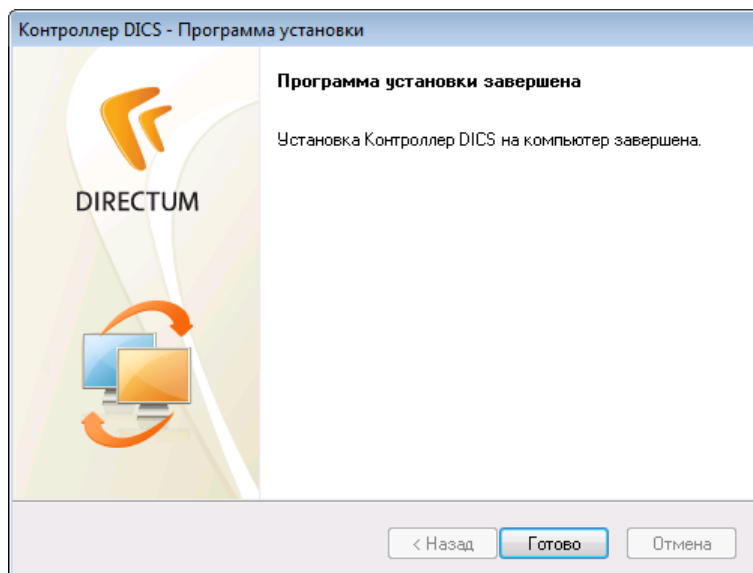 Контроллер DICS - Программа установки
Программа установки завершена
Установка Контроллер DICS на компьютер завершена.
DIRECTUM
< Назад
Готово
Отмена